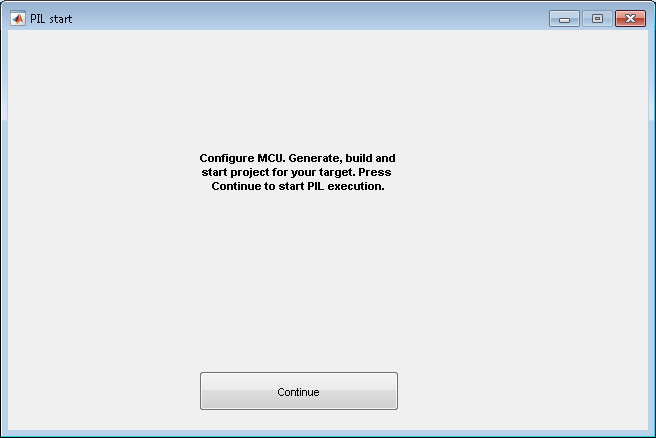 PIL start
Configure MCU. Generate, build and
start project for your target. Press
Continue to start PIL execution.
Continue